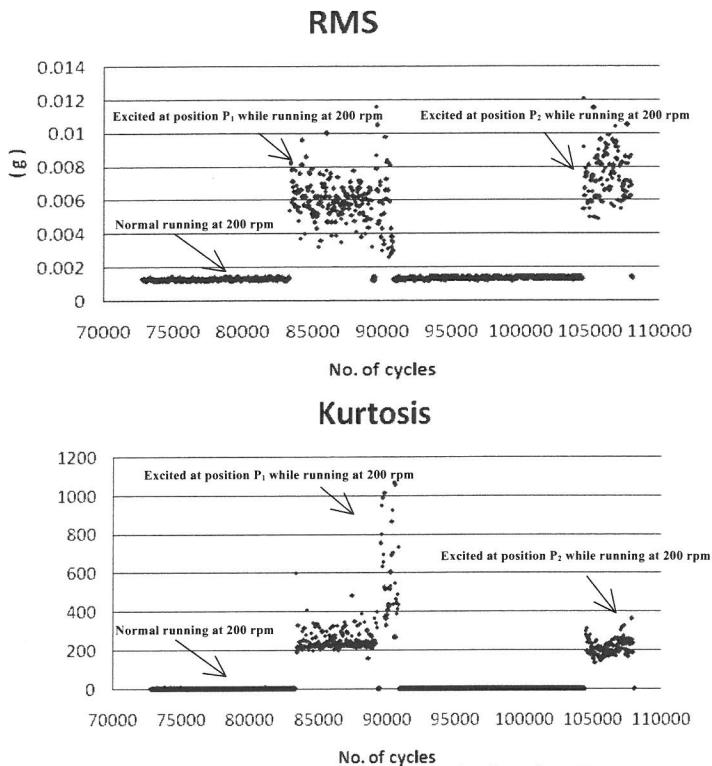 RMS
0.014
0.012
Excited at position P₁ while running at 200 rpm
Excited at position P₂ while running at 200 rpm
0.01
(g)
0.008
0.006
Normal running at 200 rpm
0.004
0.002
0
70000 75000 80000 85000 90000 95000 100000 105000 110000
No. of cycles
Kurtosis
1200
Excited at position P₁ while running at 200 rpm
1000
800
Excited at position P₂ while running at 200 rpm
600
400
Normal running at 200 rpm
200
0
70000 75000 80000 85000 90000 95000 100000 105000 110000
No. of cycles